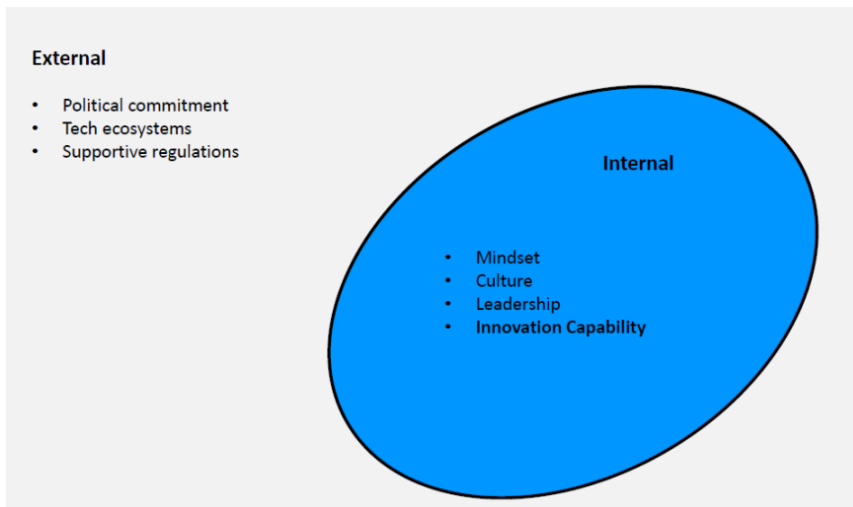 External
• Political commitment
• Tech ecosystems
• Supportive regulations
Internal
• Mindset
• Culture
• Leadership
• Innovation Capability